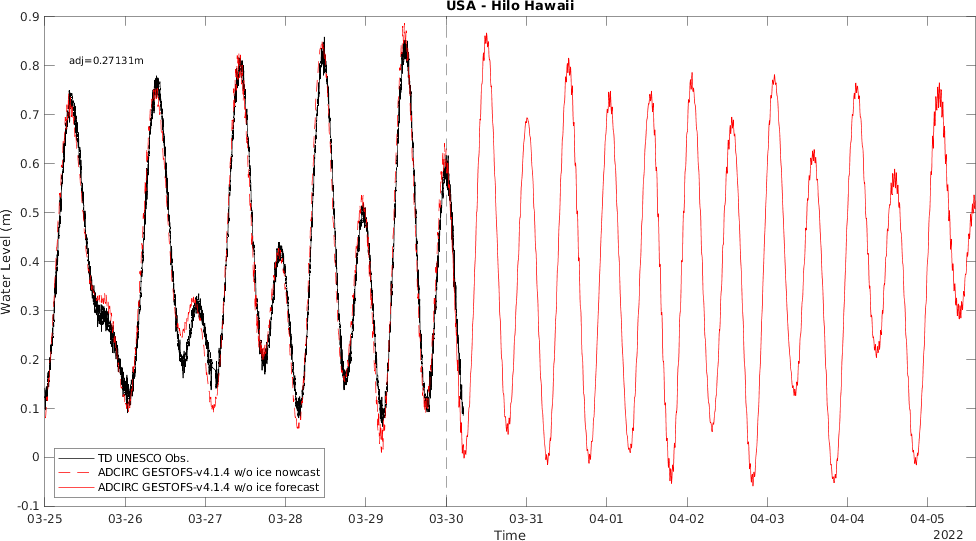 USA - Hilo Hawaii
adj=0.27131m
Water Level (m)
0.9
0.8
0.7
0.6
0.5
0.4
0.3
0.2
0.1
0
-0.1
TD UNESCO Obs.
ADCIRC GESTOFS-v4.1.4 w/o ice nowcast
ADCIRC GESTOFS-v4.1.4 w/o ice forecast
03-25 03-26 03-27 03-28 03-29 03-30 03-31 04-01 04-02 04-03 04-04 04-05
Time
2022